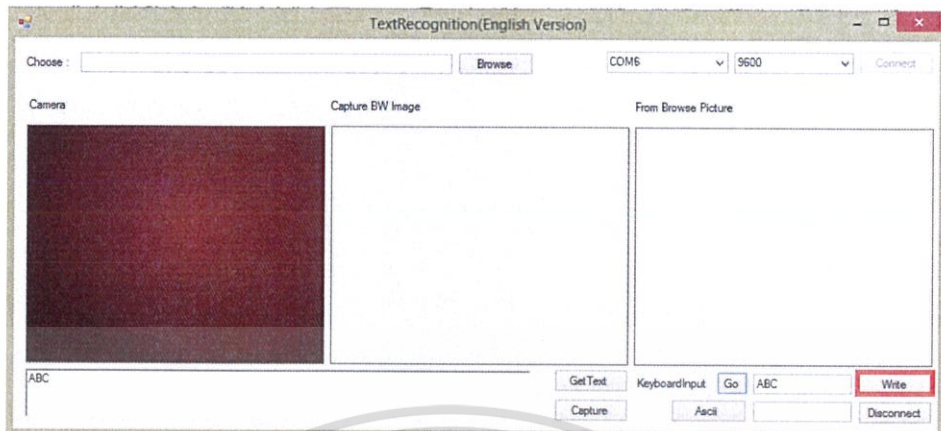 TextRecognition(English Version)
Choose : Browse COM6 9600 Connect
Camera Capture BW Image From Browse Picture
ABC GetText KeyboardInput Go ABC Write
Capture Ascii Disconnect